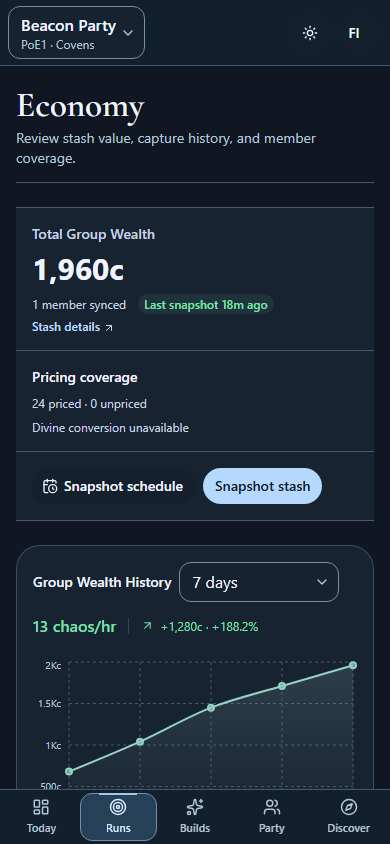 Beacon Party
PoE1 · Covens
FI
Economy
Review stash value, capture history, and member
coverage.
Total Group Wealth
1,960c
1 member synced
Last snapshot 18m ago
Stash details
Pricing coverage
24 priced · 0 unpriced
Divine conversion unavailable
Snapshot schedule
Snapshot stash
Group Wealth History
7 days
13 chaos/hr
+1,280c · +188.2%
2Kc
1.5Kc
1Kc
500c
Today
Runs
Builds
Party
Discover